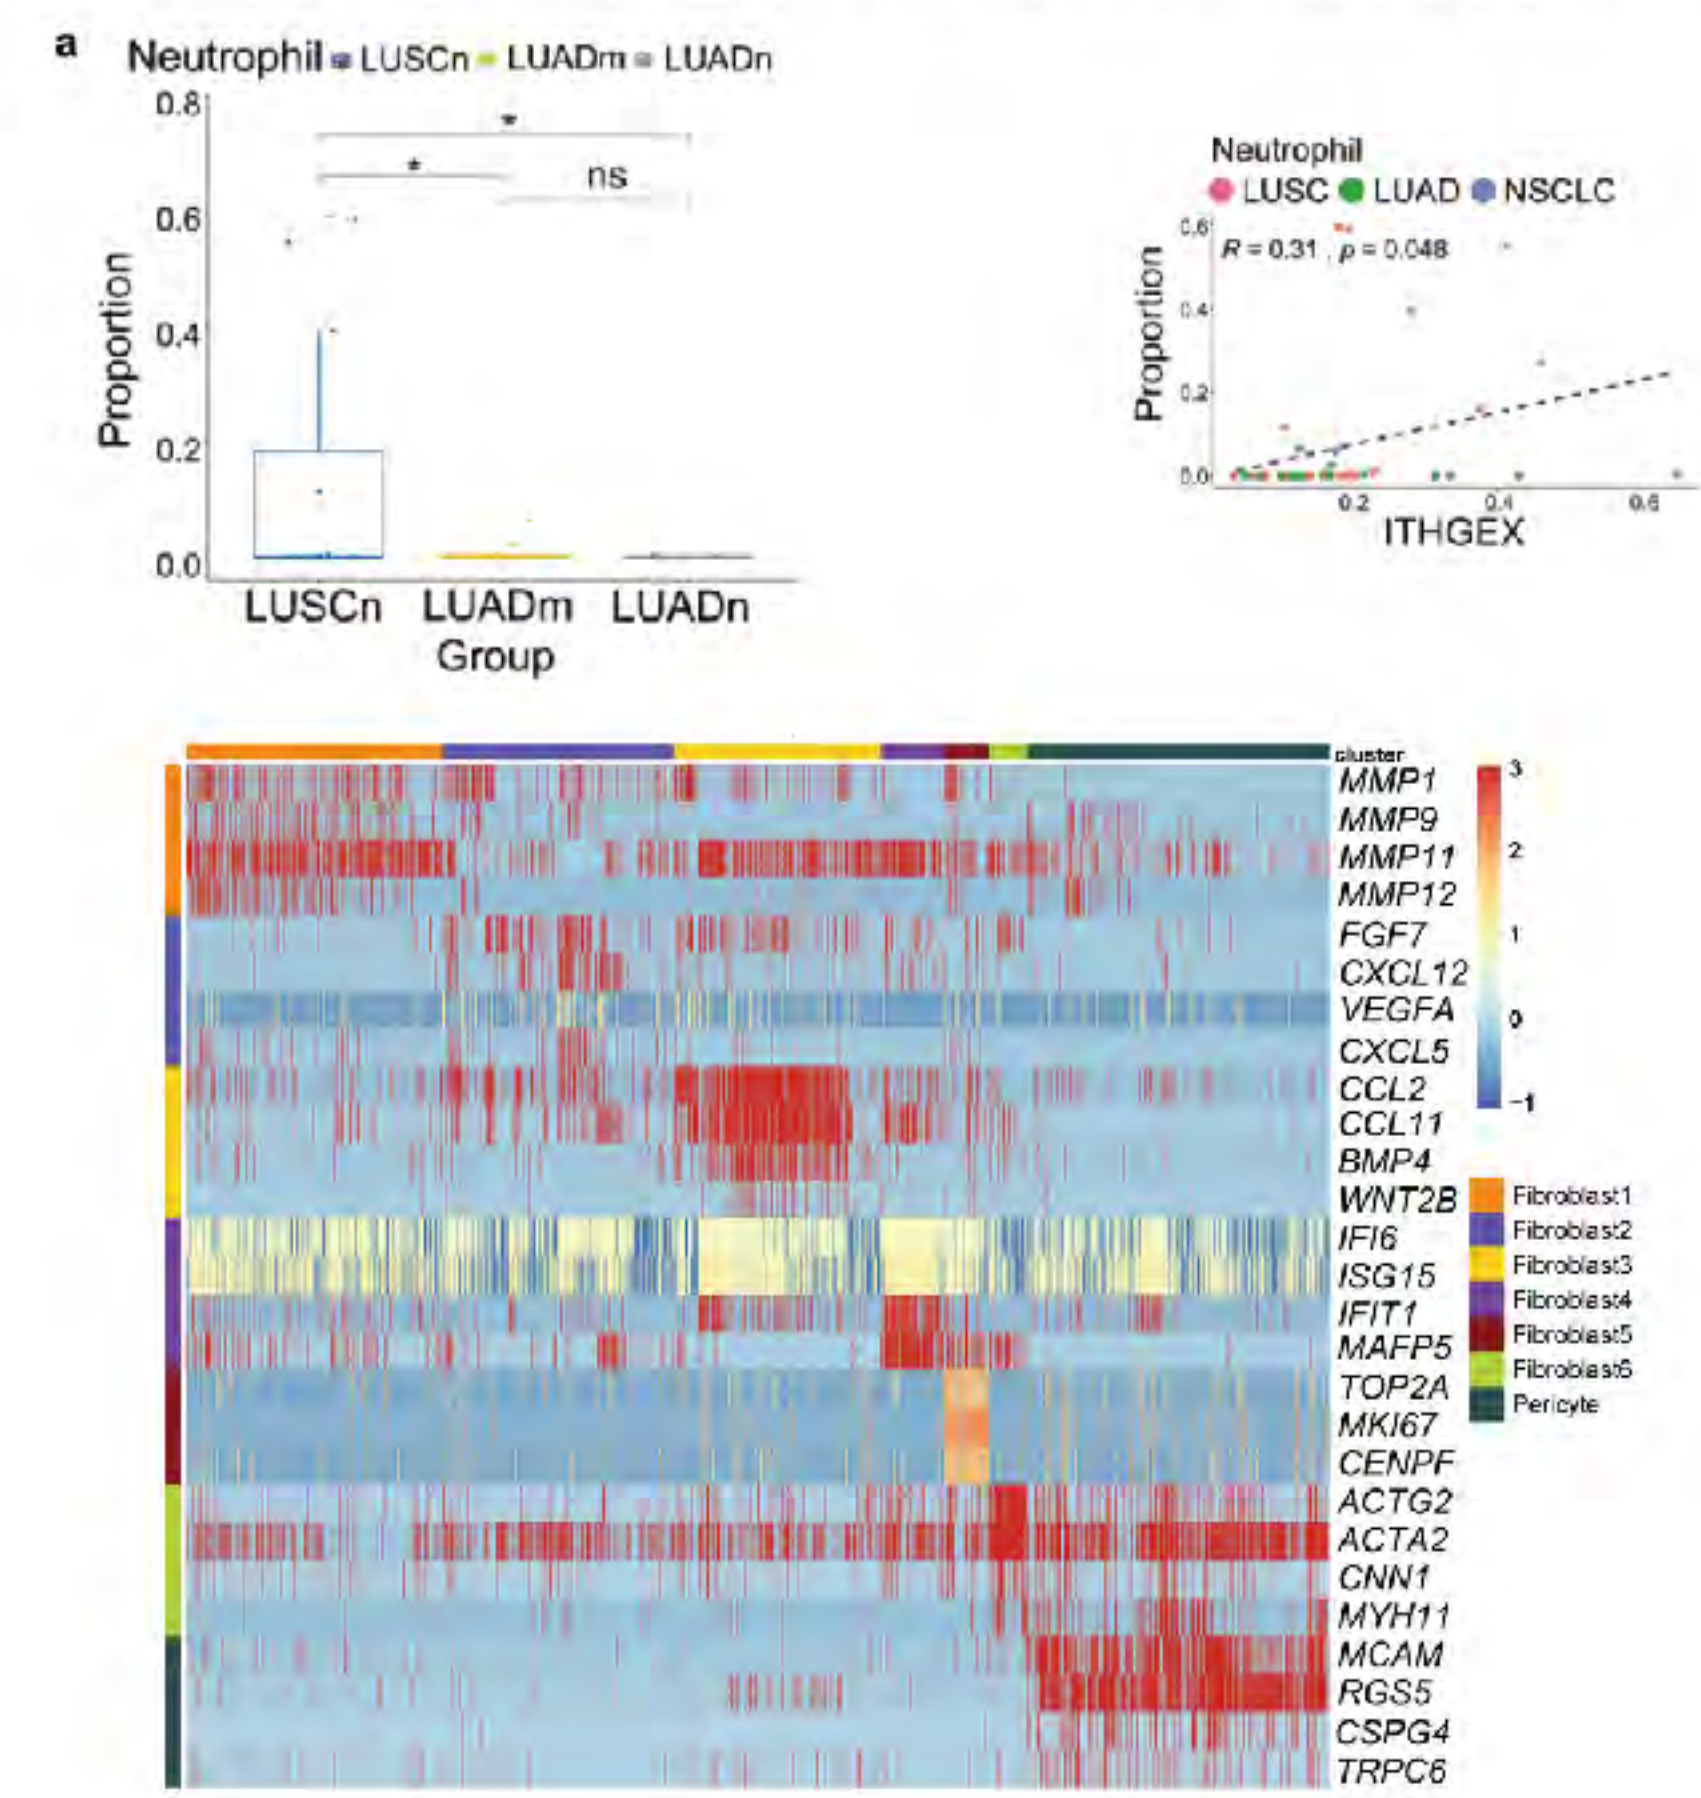 a
Neutrophil LUSCn LUADm LUADn
0.8
0.6
0.4
0.2
0.0
Proportion
*
*
ns
LUSCn LUADm LUADn
Group
Neutrophil
LUSC LUAD NSCLC
R = 0.31, p = 0.048
0.6
0.4
0.2
0.0
Proportion
0.2 0.4 0.6
ITHGEX
cluster
MMP1
MMP9
MMP11
MMP12
FGF7
CXCL12
VEGFA
CXCL5
CCL2
CCL11
BMP4
WNT2B
IFI6
ISG15
IFIT1
MAFP5
TOP2A
MKI67
CENPF
ACTG2
ACTA2
CNN1
MYH11
MCAM
RGS5
CSPG4
TRPC6
3
2
1
0
−1
Fibroblast1
Fibroblast2
Fibroblast3
Fibroblast4
Fibroblast5
Fibroblast6
Pericyte